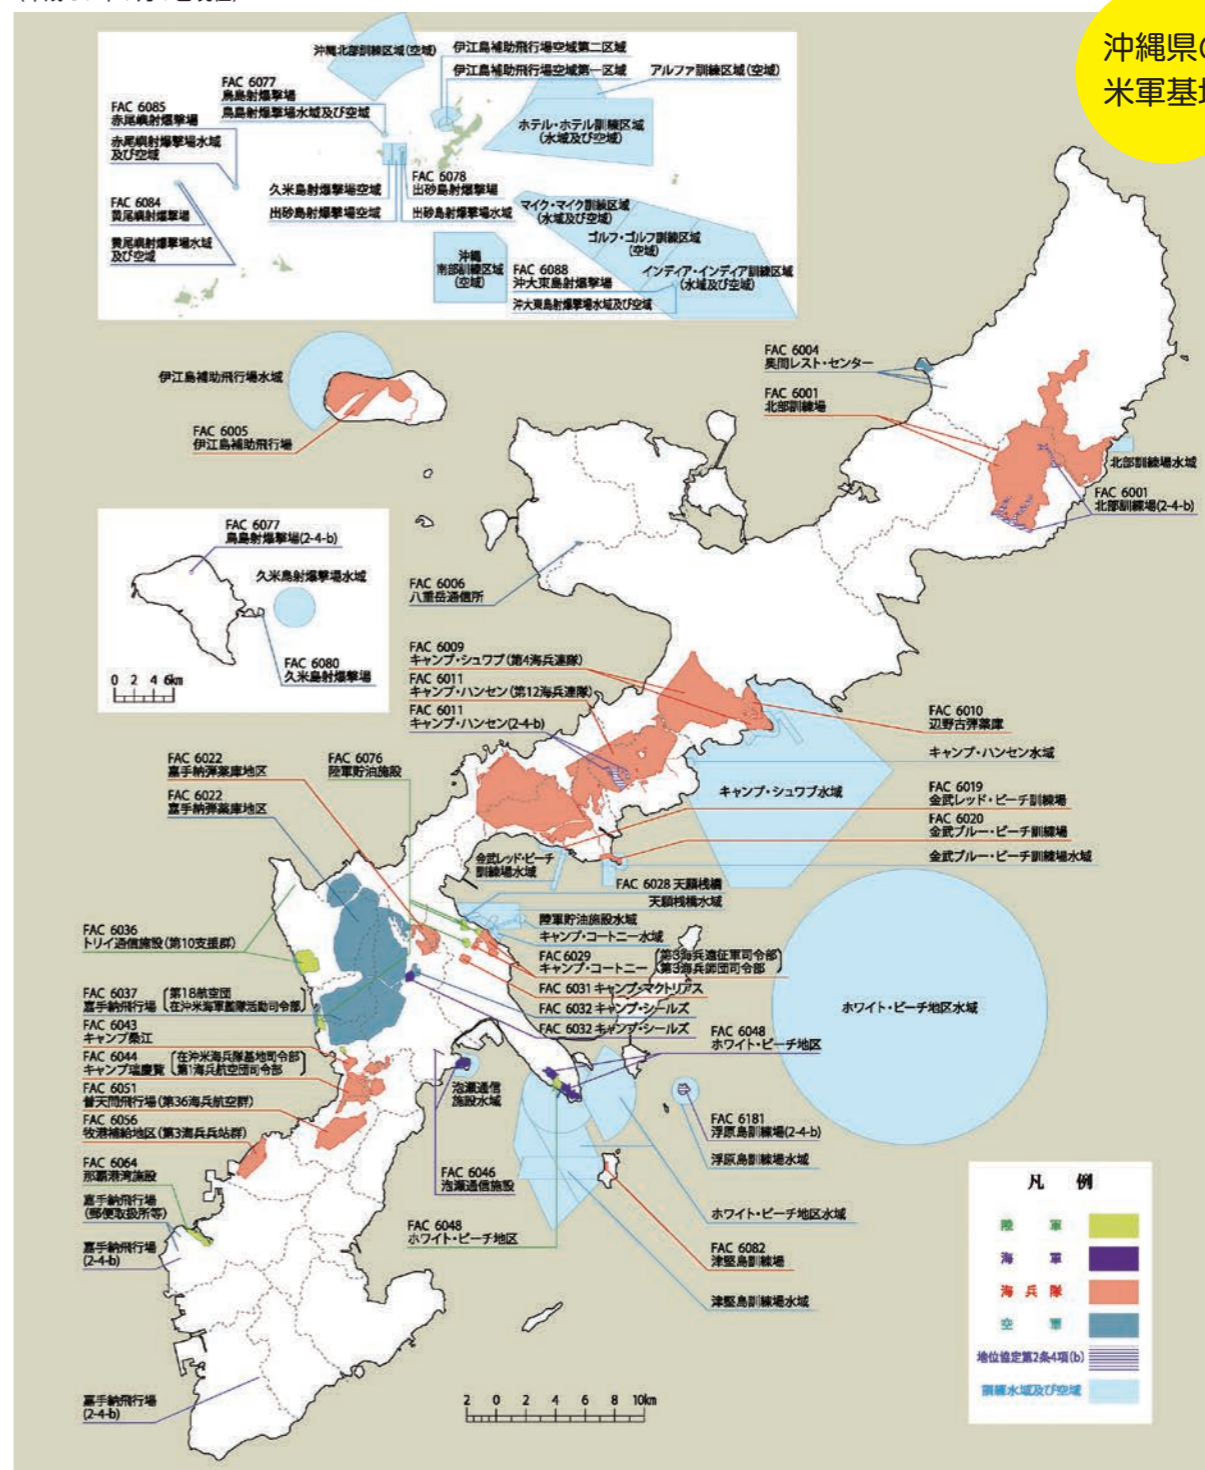 沖縄県の
米軍基地
沖縄北部訓練区域(空域)
伊江島補助飛行場空域第二区域
伊江島補助飛行場空域第一区域
アルファ訓練区域(空域)
FAC 6077
鳥島射爆撃場
鳥島射爆撃場水域及び空域
FAC 6085
赤尾嶼射爆撃場
赤尾嶼射爆撃場水域
及び空域
ホテル・ホテル訓練区域
(水域及び空域)
FAC 6078
出砂島射爆撃場
久米島射爆撃場空域
出砂島射爆撃場空域
出砂島射爆撃場水域
FAC 6084
黄尾嶼射爆撃場
黄尾嶼射爆撃場水域
及び空域
マイク・マイク訓練区域
(水域及び空域)
ゴルフ・ゴルフ訓練区域
(空域)
沖縄
南部訓練区域
(空域)
FAC 6088
沖大東島射爆撃場
沖大東島射爆撃場水域及び空域
インディア・インディア訓練区域
(水域及び空域)
伊江島補助飛行場水域
FAC 6005
伊江島補助飛行場
FAC 6004
奥間レスト・センター
FAC 6001
北部訓練場
北部訓練場水域
FAC 6001
北部訓練場(2-4-b)
FAC 6077
鳥島射爆撃場(2-4-b)
久米島射爆撃場水域
FAC 6080
久米島射爆撃場
0 2 4 6km
FAC 6006
八重岳通信所
FAC 6009
キャンプ・シュワブ(第4海兵連隊)
FAC 6011
キャンプ・ハンセン(第12海兵連隊)
FAC 6011
キャンプ・ハンセン(2-4-b)
FAC 6010
辺野古弾薬庫
キャンプ・ハンセン水域
キャンプ・シュワブ水域
FAC 6019
金武レッド・ビーチ訓練場
FAC 6020
金武ブルー・ビーチ訓練場
金武ブルー・ビーチ訓練場水域
FAC 6022
嘉手納弾薬庫地区
FAC 6076
陸軍貯油施設
FAC 6022
嘉手納弾薬庫地区
金武レッド・ビーチ
訓練場水域
FAC 6028 天願桟橋
天願桟橋水域
陸軍貯油施設水域
キャンプ・コートニー水域
FAC 6029
キャンプ・コートニー
第3海兵遠征軍司令部
第3海兵師団司令部
FAC 6031 キャンプ・マクトリアス
FAC 6032 キャンプ・シールズ
FAC 6032 キャンプ・シールズ
FAC 6036
トリイ通信施設(第10支援群)
FAC 6037
嘉手納飛行場
第18航空団
在沖米海軍艦隊活動司令部
FAC 6043
キャンプ桑江
FAC 6044
キャンプ瑞慶覧
在沖米海兵隊基地司令部
第1海兵航空団司令部
FAC 6051
普天間飛行場(第36海兵航空群)
FAC 6056
牧港補給地区(第3海兵兵站群)
FAC 6064
那覇港湾施設
嘉手納飛行場
(郵便取扱所等)
嘉手納飛行場
(2-4-b)
嘉手納飛行場
(2-4-b)
ホワイト・ビーチ地区水域
FAC 6048
ホワイト・ビーチ地区
泡瀬通信
施設水域
FAC 6046
泡瀬通信施設
FAC 6048
ホワイト・ビーチ地区
FAC 6181
浮原島訓練場(2-4-b)
浮原島訓練場水域
ホワイト・ビーチ地区水域
FAC 6082
津堅島訓練場
津堅島訓練場水域
2 0 2 4 6 8 10km
凡 例
陸軍
海軍
海兵隊
空軍
地位協定第2条4項(b)
訓練水域及び空域